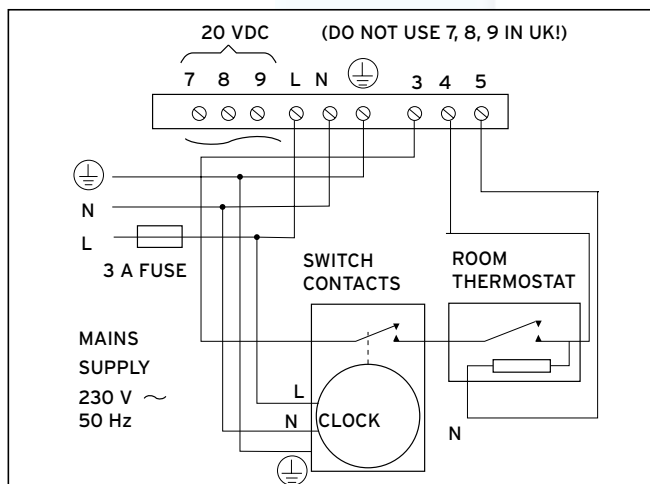 20 VDC (DO NOT USE 7, 8, 9 IN UK!)
7 8 9 L N 3 4 5
N
L
3 A FUSE
SWITCH
CONTACTS
ROOM
THERMOSTAT
MAINS
SUPPLY
230 V ~
50 Hz
L
N CLOCK
N